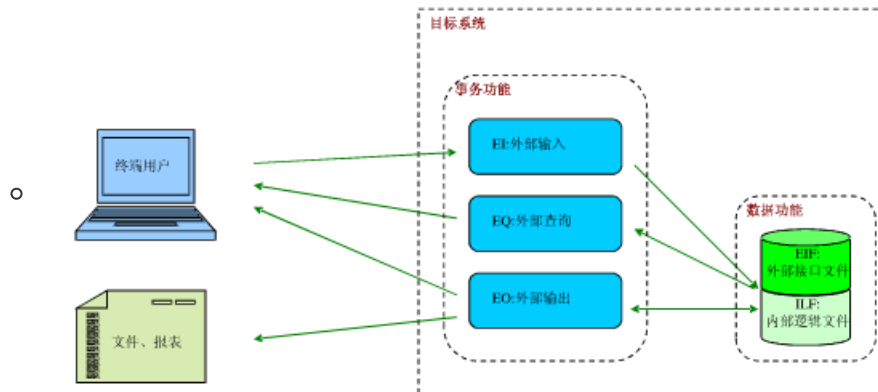 目标系统
事务功能
EI:外部输入
终端用户
EQ:外部查询
数据功能
EIF:
外部接口文件
EO:外部输出
ILF:
内部逻辑文件
文件、报表